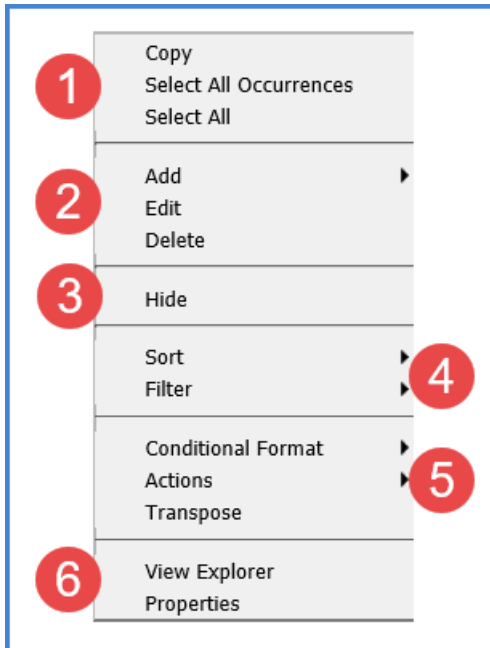 1
Copy
Select All Occurrences
Select All
2
Add
Edit
Delete
3
Hide
Sort
Filter
4
Conditional Format
Actions
Transpose
5
6
View Explorer
Properties